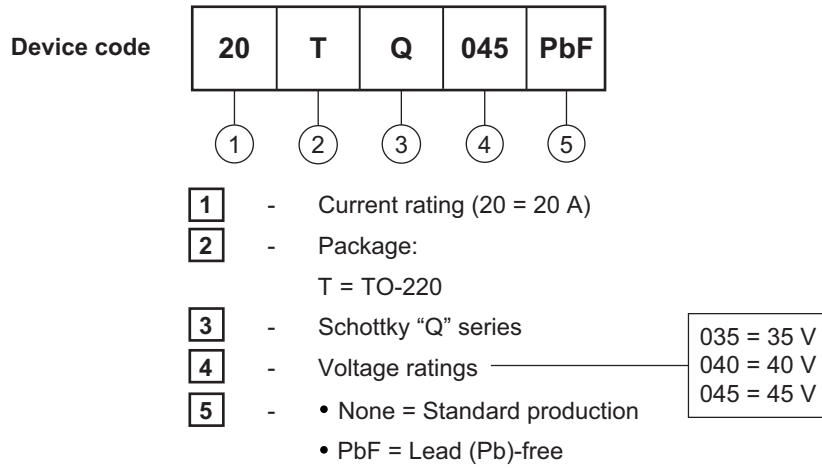 Device code 20 T Q 045 PbF
1 2 3 4 5
1 - Current rating (20 = 20 A)
2 - Package:
T = TO-220
3 - Schottky “Q” series
4 - Voltage ratings
5 - • None = Standard production
• PbF = Lead (Pb)-free
035 = 35 V
040 = 40 V
045 = 45 V